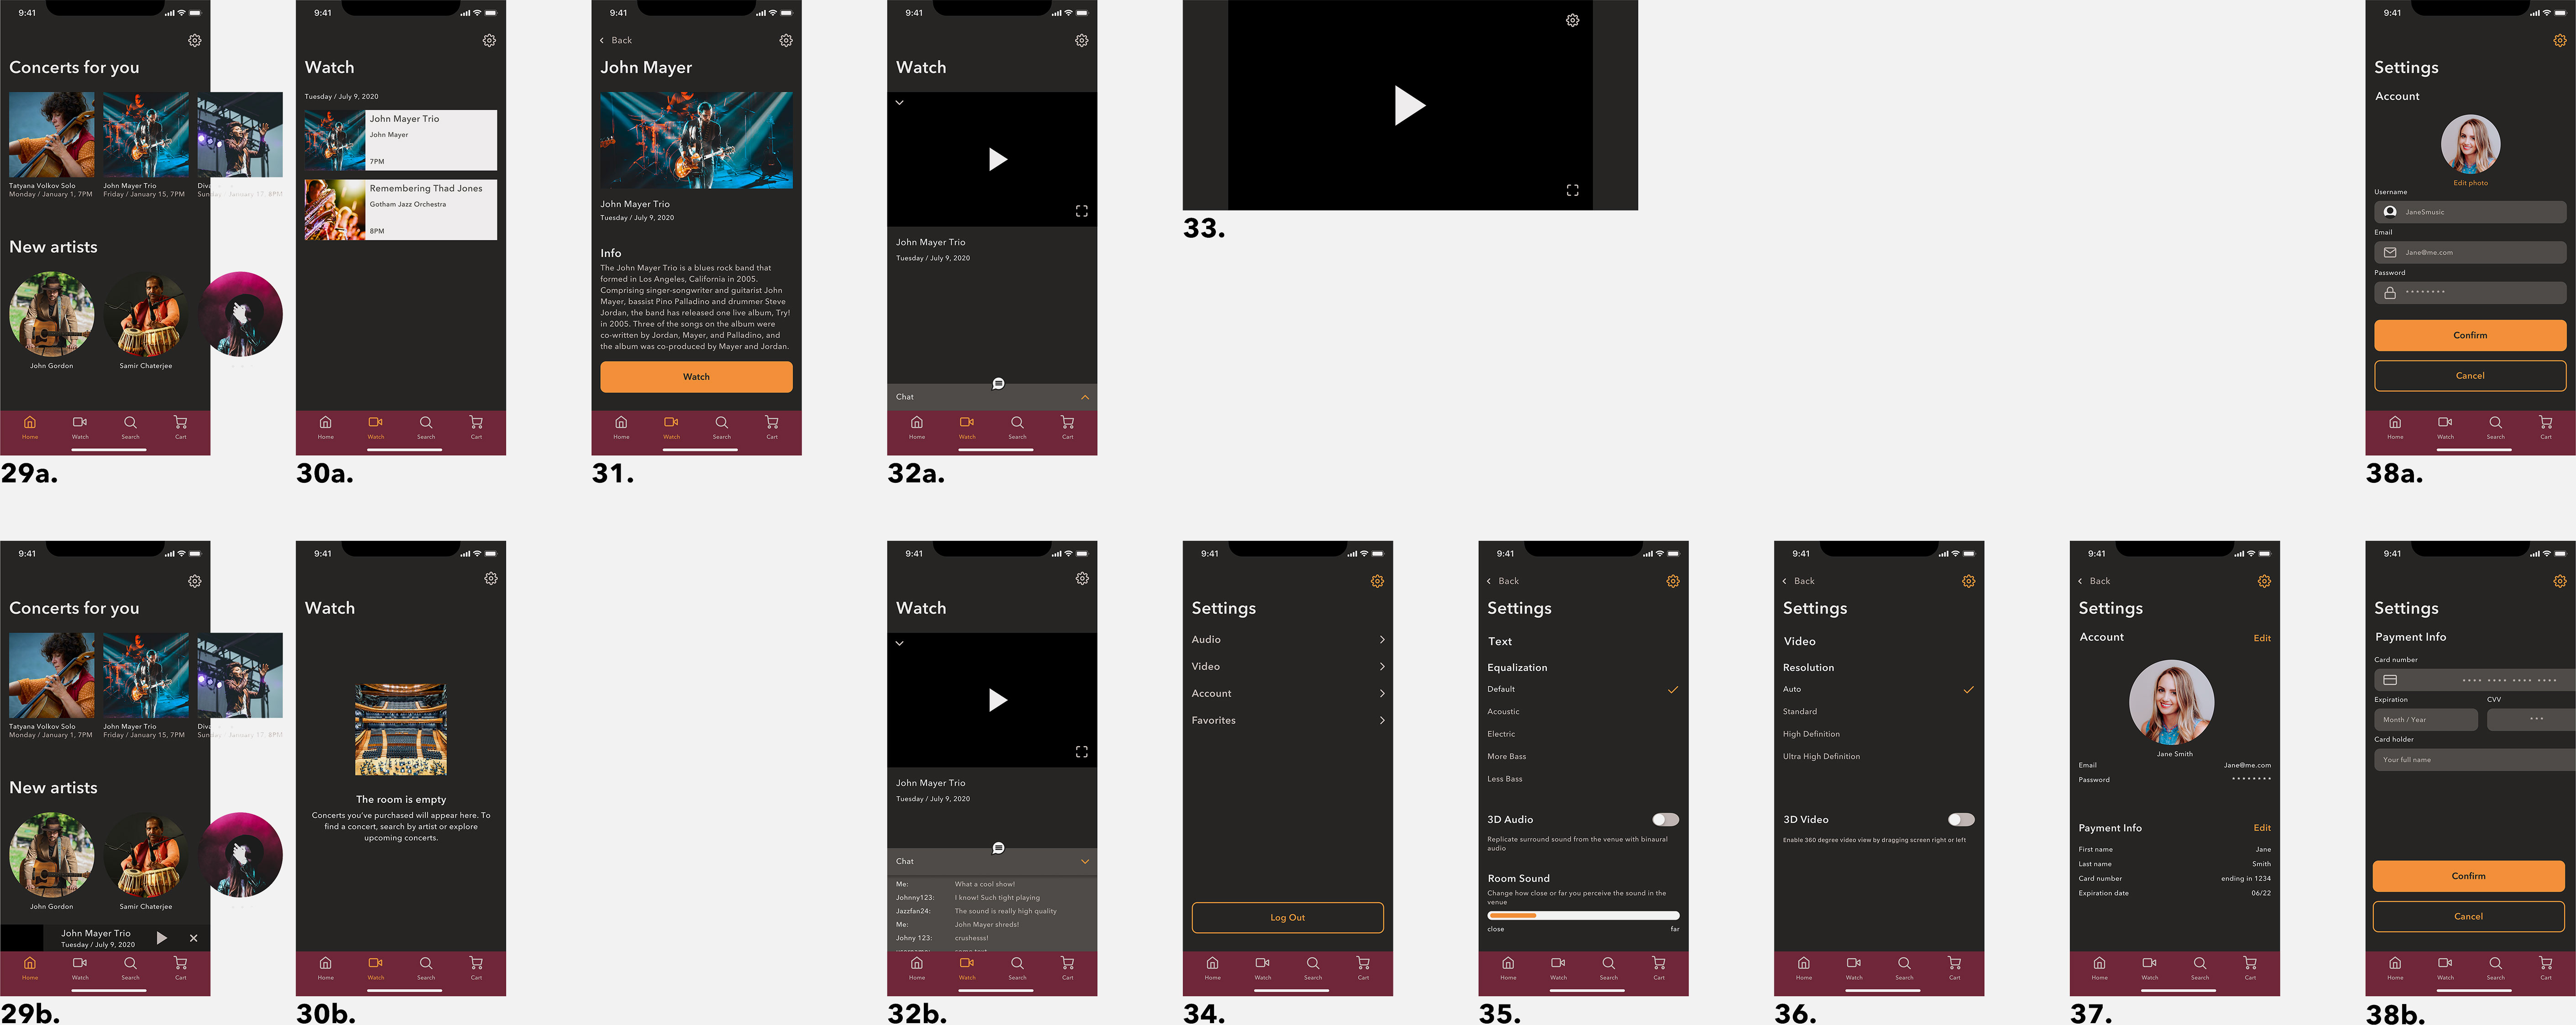 9:41
Concerts for you
Tatyana Volkov Solo
Monday / January 1, 7PM
John Mayer Trio
Friday / January 15, 7PM
Diva
Sunday / January 17, 8PM
New artists
John Gordon
Samir Chaterjee
Home
Watch
Search
Cart
29a.
9:41
Watch
Tuesday / July 9, 2020
John Mayer Trio
John Mayer
7PM
Remembering Thad Jones
Gotham Jazz Orchestra
8PM
Home
Watch
Search
Cart
30a.
9:41
Back
John Mayer
John Mayer Trio
Tuesday / July 9, 2020
Info
The John Mayer Trio is a blues rock band that
formed in Los Angeles, California in 2005.
Comprising singer-songwriter and guitarist John
Mayer, bassist Pino Palladino and drummer Steve
Jordan, the band has released one live album, Try!
in 2005. Three of the songs on the album were
co-written by Jordan, Mayer, and Palladino, and
the album was co-produced by Mayer and Jordan.
Watch
Home
Watch
Search
Cart
31.
9:41
Watch
John Mayer Trio
Tuesday / July 9, 2020
Chat
Home
Watch
Search
Cart
32a.
33.
9:41
Settings
Account
Edit photo
Username
JaneSmusic
Email
Jane@me.com
Password
Confirm
Cancel
Home
Watch
Search
Cart
38a.
9:41
Concerts for you
Tatyana Volkov Solo
Monday / January 1, 7PM
John Mayer Trio
Friday / January 15, 7PM
Diva
Sunday / January 17, 8PM
New artists
John Gordon
Samir Chaterjee
John Mayer Trio
Tuesday / July 9, 2020
Home
Watch
Search
Cart
29b.
9:41
Watch
The room is empty
Concerts you've purchased will appear here. To
find a concert, search by artist or explore
upcoming concerts.
Home
Watch
Search
Cart
30b.
9:41
Watch
John Mayer Trio
Tuesday / July 9, 2020
Chat
Me: What a cool show!
Johnny123: I know! Such tight playing
Jazzfan24: The sound is really high quality
Me: John Mayer shreds!
Johny 123: crushesss!
Home
Watch
Search
Cart
32b.
9:41
Settings
Audio
Video
Account
Favorites
Log Out
Home
Watch
Search
Cart
34.
9:41
Back
Settings
Text
Equalization
Default
Acoustic
Electric
More Bass
Less Bass
3D Audio
Replicate surround sound from the venue with binaural
audio
Room Sound
Change how close or far you perceive the sound in the
venue
close far
Home
Watch
Search
Cart
35.
9:41
Back
Settings
Video
Resolution
Auto
Standard
High Definition
Ultra High Definition
3D Video
Enable 360 degree video view by dragging screen right or left
Home
Watch
Search
Cart
36.
9:41
Back
Settings
Account Edit
Jane Smith
Email Jane@me.com
Password
Payment Info Edit
First name Jane
Last name Smith
Card number ending in 1234
Expiration date 06/22
Home
Watch
Search
Cart
37.
9:41
Settings
Payment Info
Card number
Expiration CVV
Month / Year
Card holder
Your full name
Confirm
Cancel
Home
Watch
Search
Cart
38b.